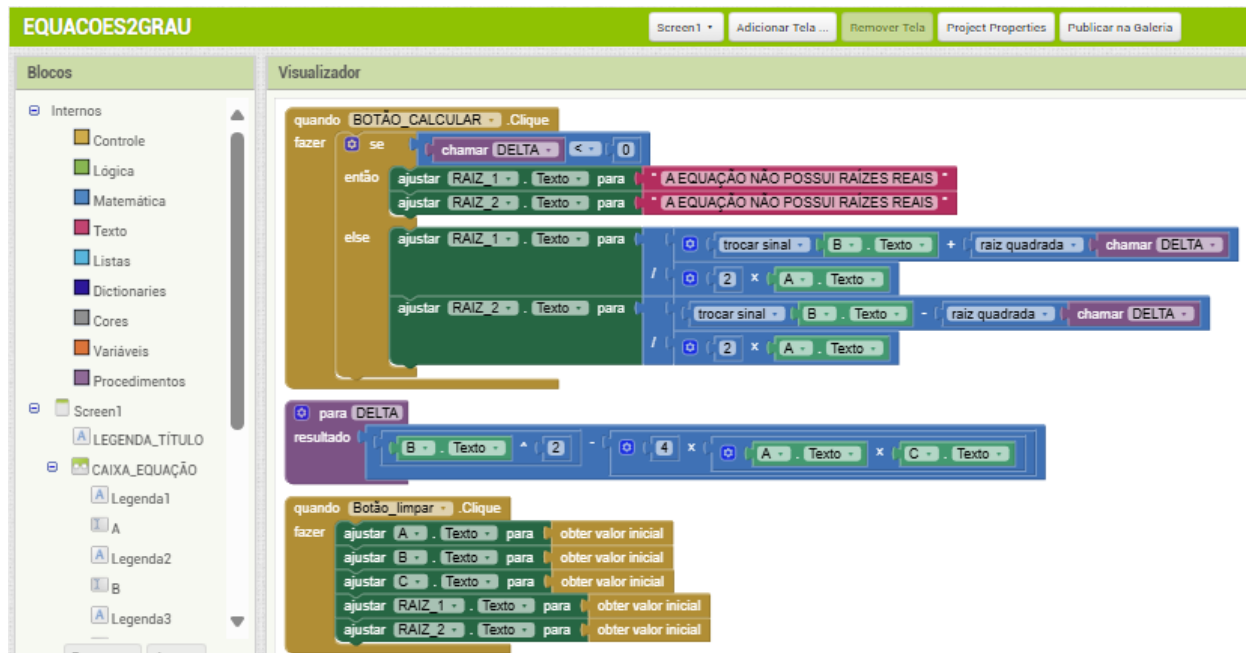 EQUACOES2GRAU
Screen1
Adicionar Tela ...
Remover Tela
Project Properties
Publicar na Galeria
Blocos
Visualizador
Internos
Controle
Lógica
Matemática
Texto
Listas
Dictionaries
Cores
Variáveis
Procedimentos
Screen1
LEGENDA_TÍTULO
CAIXA_EQUAÇÃO
Legenda1
A
Legenda2
B
Legenda3
quando BOTÃO_CALCULAR .Clique
fazer se chamar DELTA < 0
então ajustar RAIZ_1 . Texto para " A EQUAÇÃO NÃO POSSUI RAÍZES REAIS "
ajustar RAIZ_2 . Texto para " A EQUAÇÃO NÃO POSSUI RAÍZES REAIS "
else ajustar RAIZ_1 . Texto para trocar sinal B . Texto + raiz quadrada chamar DELTA
/ 2 × A . Texto
ajustar RAIZ_2 . Texto para trocar sinal B . Texto - raiz quadrada chamar DELTA
/ 2 × A . Texto
para DELTA
resultado B . Texto ^ 2 - 4 × A . Texto × C . Texto
quando Botão_limpar .Clique
fazer ajustar A . Texto para obter valor inicial
ajustar B . Texto para obter valor inicial
ajustar C . Texto para obter valor inicial
ajustar RAIZ_1 . Texto para obter valor inicial
ajustar RAIZ_2 . Texto para obter valor inicial